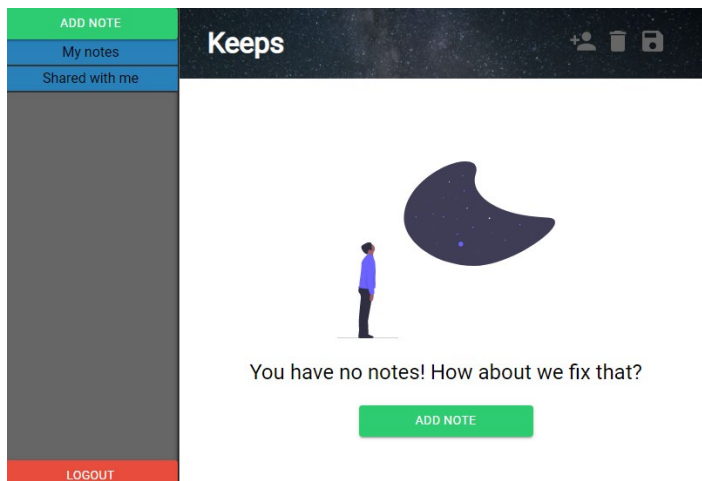 ADD NOTE
My notes
Shared with me
LOGOUT
Keeps
You have no notes! How about we fix that?
ADD NOTE